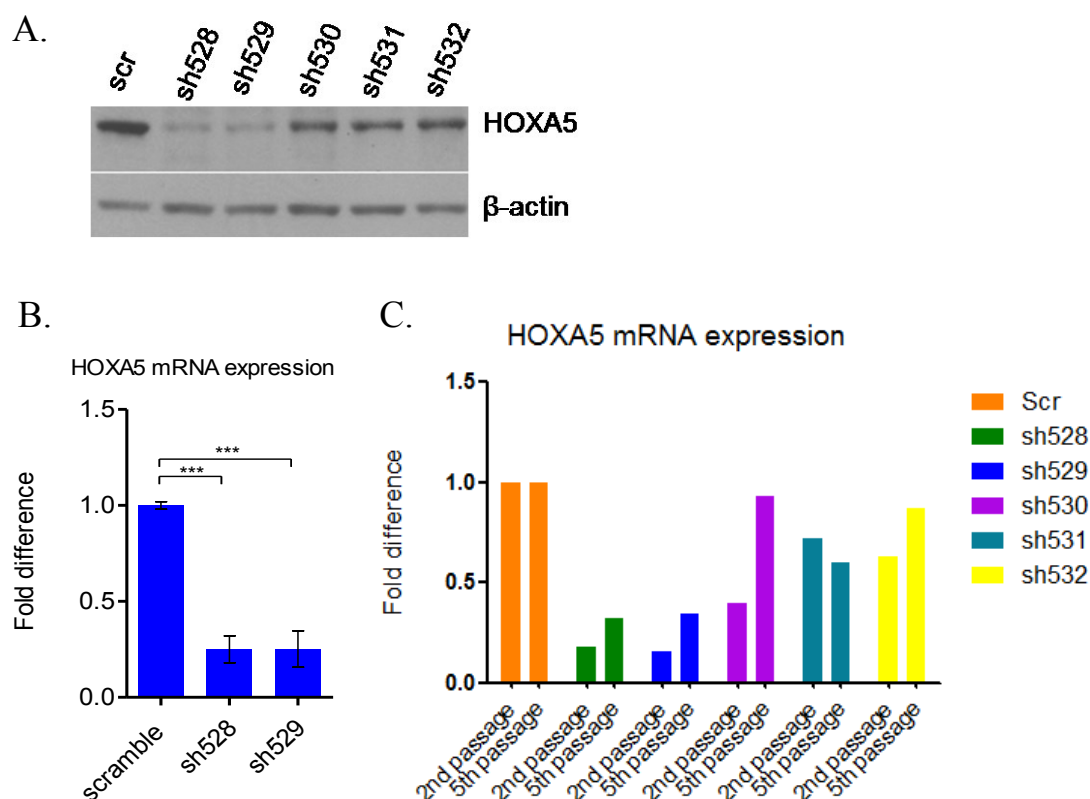 A.
scr sh528 sh529 sh530 sh531 sh532
HOXA5
β-actin
B.
HOXA5 mRNA expression
Fold difference
1.5
1.0
0.5
0.0
***
***
scramble sh528 sh529
C.
HOXA5 mRNA expression
Fold difference
1.5
1.0
0.5
0.0
2nd passage
5th passage
2nd passage
5th passage
2nd passage
5th passage
2nd passage
5th passage
2nd passage
5th passage
2nd passage
5th passage
Scr
sh528
sh529
sh530
sh531
sh532